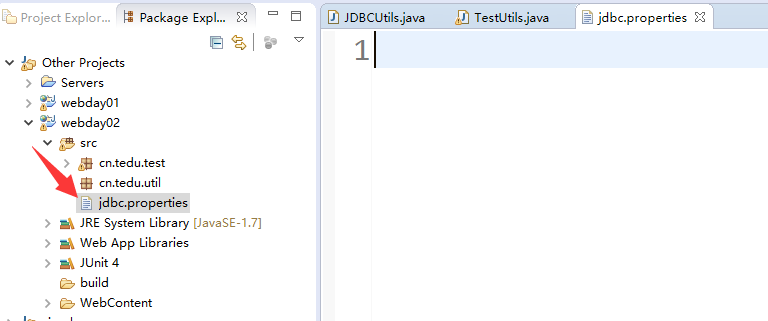 Project Explorer
Package Expl...
JDBCUtils.java
TestUtils.java
jdbc.properties
1
Other Projects
Servers
webday01
webday02
src
cn.tedu.test
cn.tedu.util
jdbc.properties
JRE System Library [JavaSE-1.7]
Web App Libraries
JUnit 4
build
WebContent